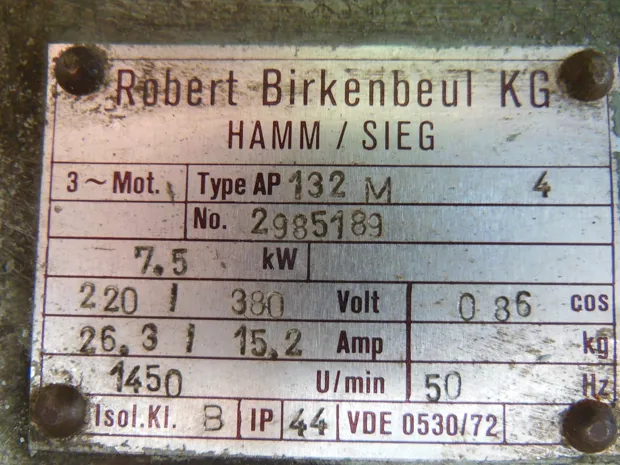 Robert Birkenbeul KG
HAMM / SIEG
3 ~ Mot. Type AP 132 M 4
No. 2985189
7.5 kW
220 / 380 Volt 0 86 cos
26.3 / 15.2 Amp kg
1450 U/min 50 Hz
Isol.Kl. B IP 44 VDE 0530/72